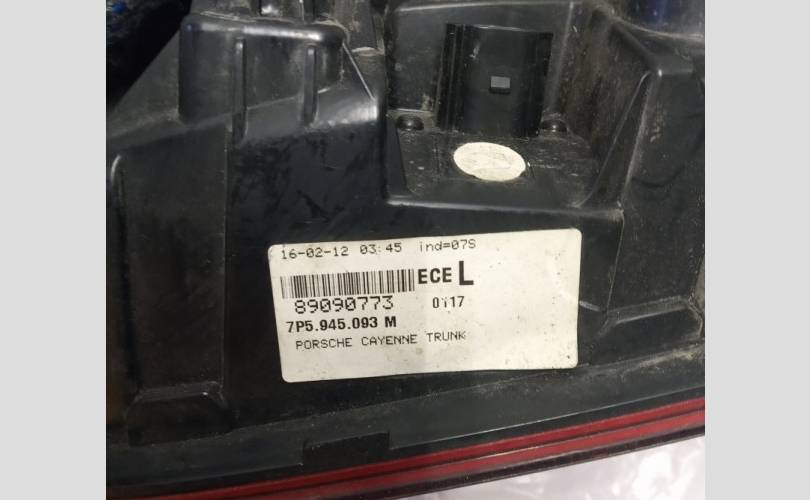 16-02-12 03:45 ind=07S
ECE L
89090773 0117
7P5.945.093 M
PORSCHE CAYENNE TRUNK